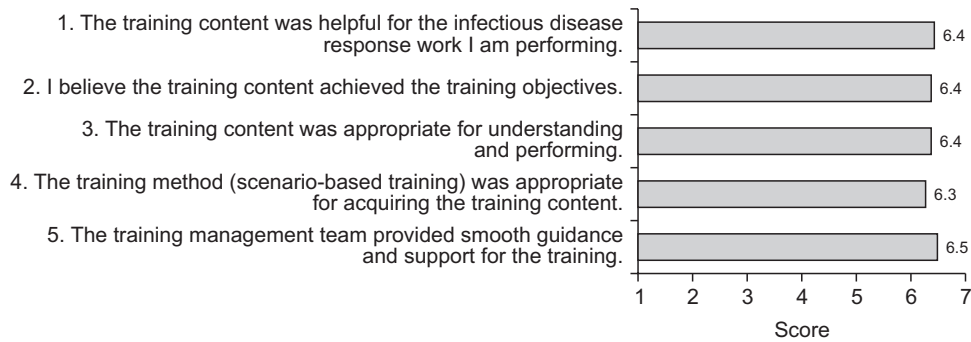 1. The training content was helpful for the infectious disease
response work I am performing.
6.4
2. I believe the training content achieved the training objectives.
6.4
3. The training content was appropriate for understanding
and performing.
6.4
4. The training method (scenario-based training) was appropriate
for acquiring the training content.
6.3
5. The training management team provided smooth guidance
and support for the training.
6.5
1 2 3 4 5 6 7
Score